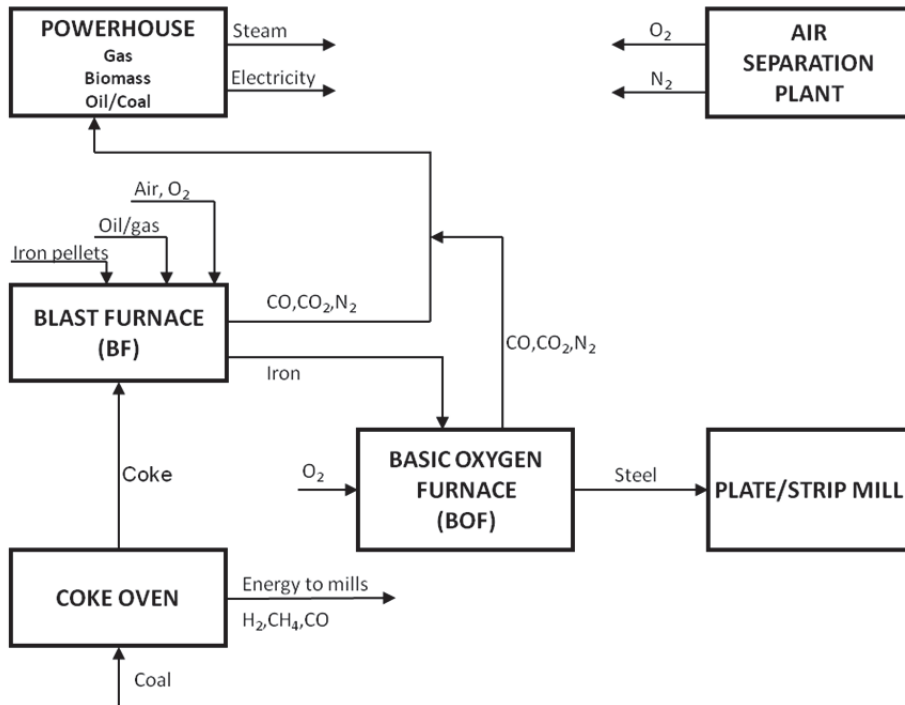 POWERHOUSE
Gas
Biomass
Oil/Coal
Steam
Electricity
O₂
N₂
AIR
SEPARATION
PLANT
Air, O₂
Oil/gas
Iron pellets
BLAST FURNACE
(BF)
CO,CO₂,N₂
Iron
CO,CO₂,N₂
Coke
O₂
BASIC OXYGEN
FURNACE
(BOF)
Steel
PLATE/STRIP MILL
COKE OVEN
Energy to mills
H₂,CH₄,CO
Coal